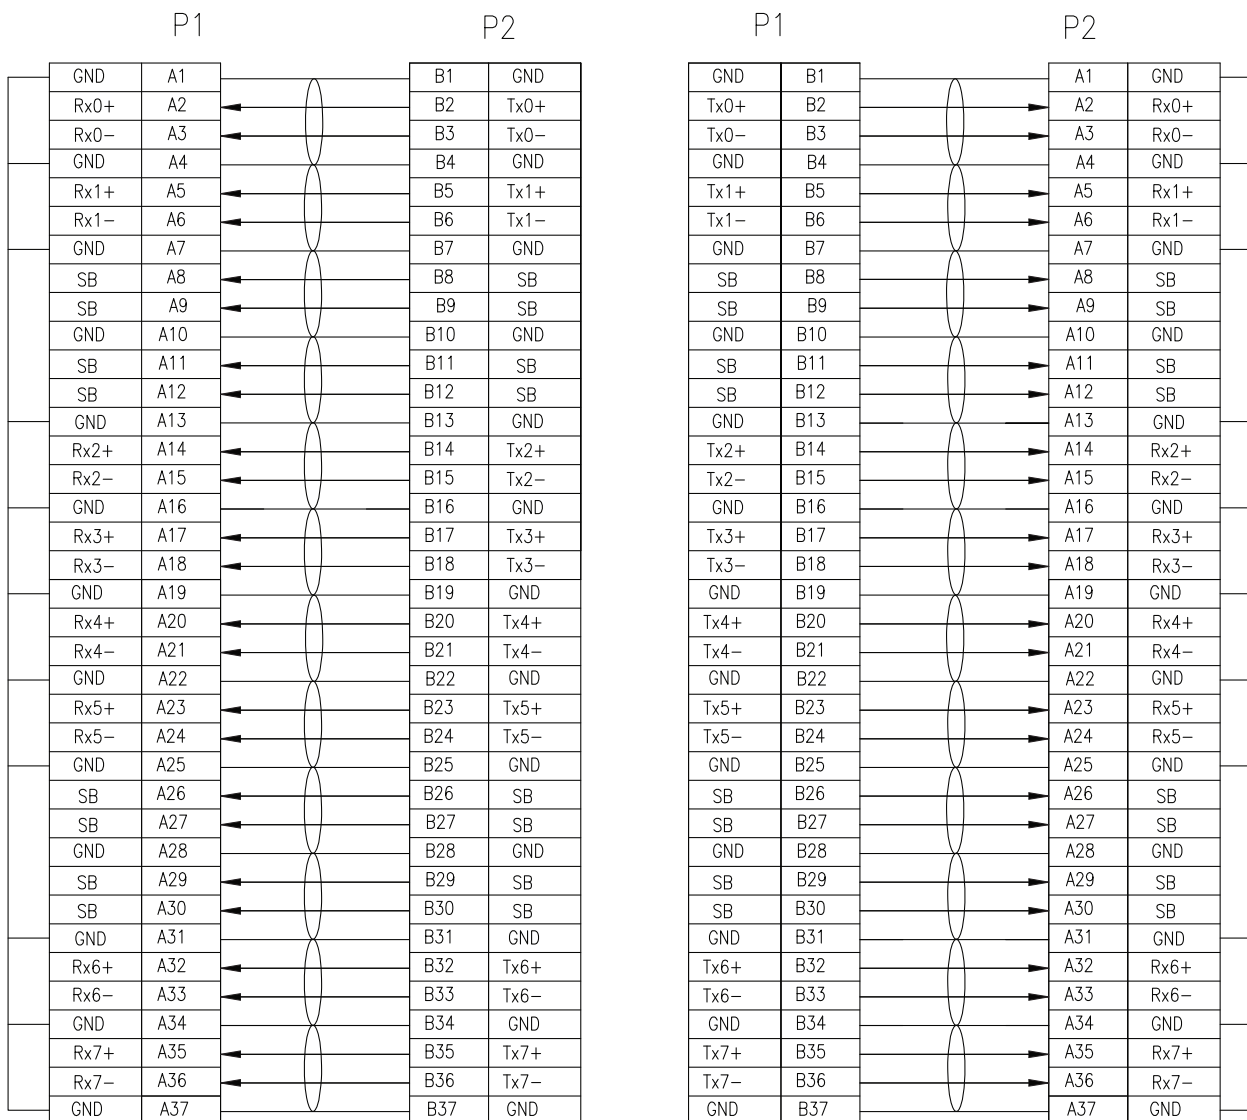 P1 P2 P1 P2
GND A1 B1 GND GND B1 A1 GND
Rx0+ A2 B2 Tx0+ Tx0+ B2 A2 Rx0+
Rx0- A3 B3 Tx0- Tx0- B3 A3 Rx0-
GND A4 B4 GND GND B4 A4 GND
Rx1+ A5 B5 Tx1+ Tx1+ B5 A5 Rx1+
Rx1- A6 B6 Tx1- Tx1- B6 A6 Rx1-
GND A7 B7 GND GND B7 A7 GND
SB A8 B8 SB SB B8 A8 SB
SB A9 B9 SB SB B9 A9 SB
GND A10 B10 GND GND B10 A10 GND
SB A11 B11 SB SB B11 A11 SB
SB A12 B12 SB SB B12 A12 SB
GND A13 B13 GND GND B13 A13 GND
Rx2+ A14 B14 Tx2+ Tx2+ B14 A14 Rx2+
Rx2- A15 B15 Tx2- Tx2- B15 A15 Rx2-
GND A16 B16 GND GND B16 A16 GND
Rx3+ A17 B17 Tx3+ Tx3+ B17 A17 Rx3+
Rx3- A18 B18 Tx3- Tx3- B18 A18 Rx3-
GND A19 B19 GND GND B19 A19 GND
Rx4+ A20 B20 Tx4+ Tx4+ B20 A20 Rx4+
Rx4- A21 B21 Tx4- Tx4- B21 A21 Rx4-
GND A22 B22 GND GND B22 A22 GND
Rx5+ A23 B23 Tx5+ Tx5+ B23 A23 Rx5+
Rx5- A24 B24 Tx5- Tx5- B24 A24 Rx5-
GND A25 B25 GND GND B25 A25 GND
SB A26 B26 SB SB B26 A26 SB
SB A27 B27 SB SB B27 A27 SB
GND A28 B28 GND GND B28 A28 GND
SB A29 B29 SB SB B29 A29 SB
SB A30 B30 SB SB B30 A30 SB
GND A31 B31 GND GND B31 A31 GND
Rx6+ A32 B32 Tx6+ Tx6+ B32 A32 Rx6+
Rx6- A33 B33 Tx6- Tx6- B33 A33 Rx6-
GND A34 B34 GND GND B34 A34 GND
Rx7+ A35 B35 Tx7+ Tx7+ B35 A35 Rx7+
Rx7- A36 B36 Tx7- Tx7- B36 A36 Rx7-
GND A37 B37 GND GND B37 A37 GND